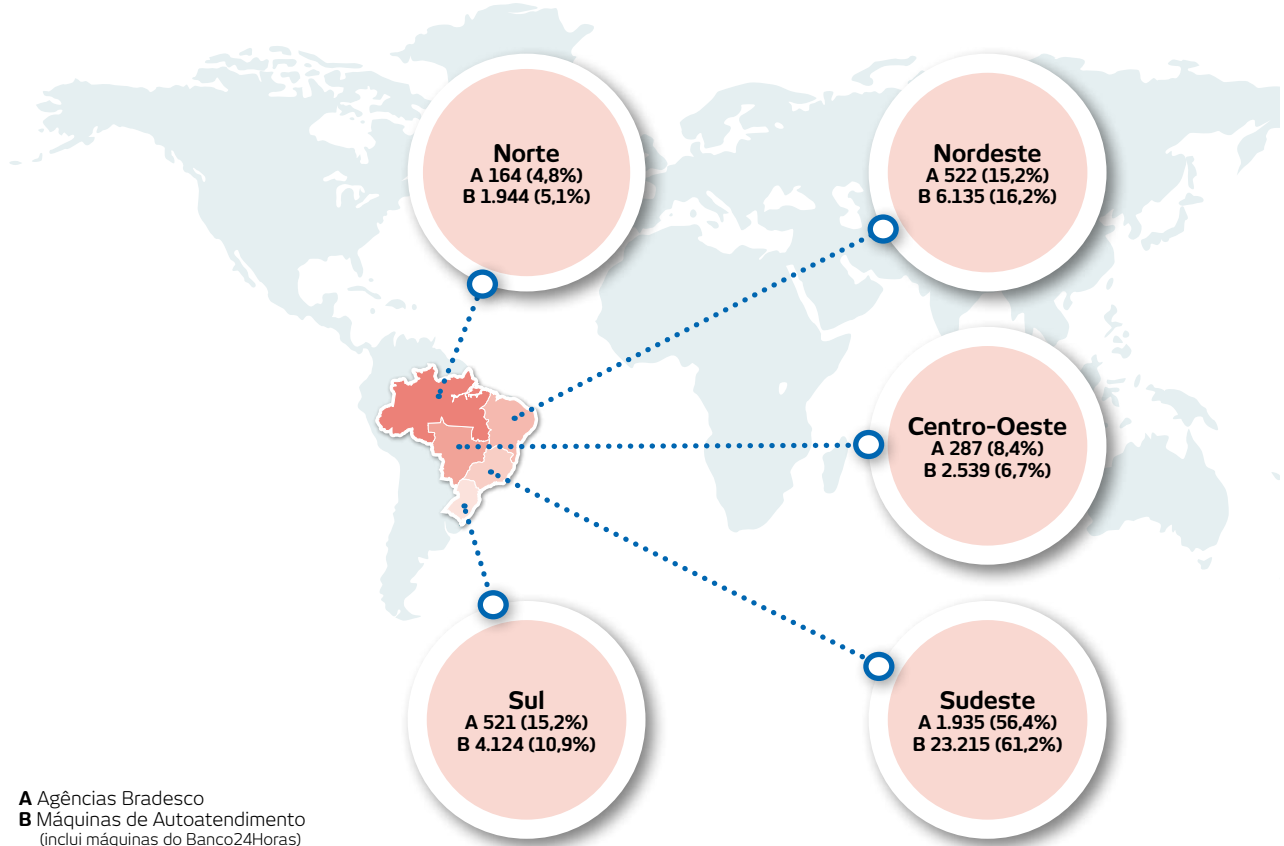 Norte
A 164 (4,8%)
B 1.944 (5,1%)
Nordeste
A 522 (15,2%)
B 6.135 (16,2%)
Centro-Oeste
A 287 (8,4%)
B 2.539 (6,7%)
Sul
A 521 (15,2%)
B 4.124 (10,9%)
Sudeste
A 1.935 (56,4%)
B 23.215 (61,2%)
A Agências Bradesco
B Máquinas de Autoatendimento
(inclui máquinas do Banco24Horas)